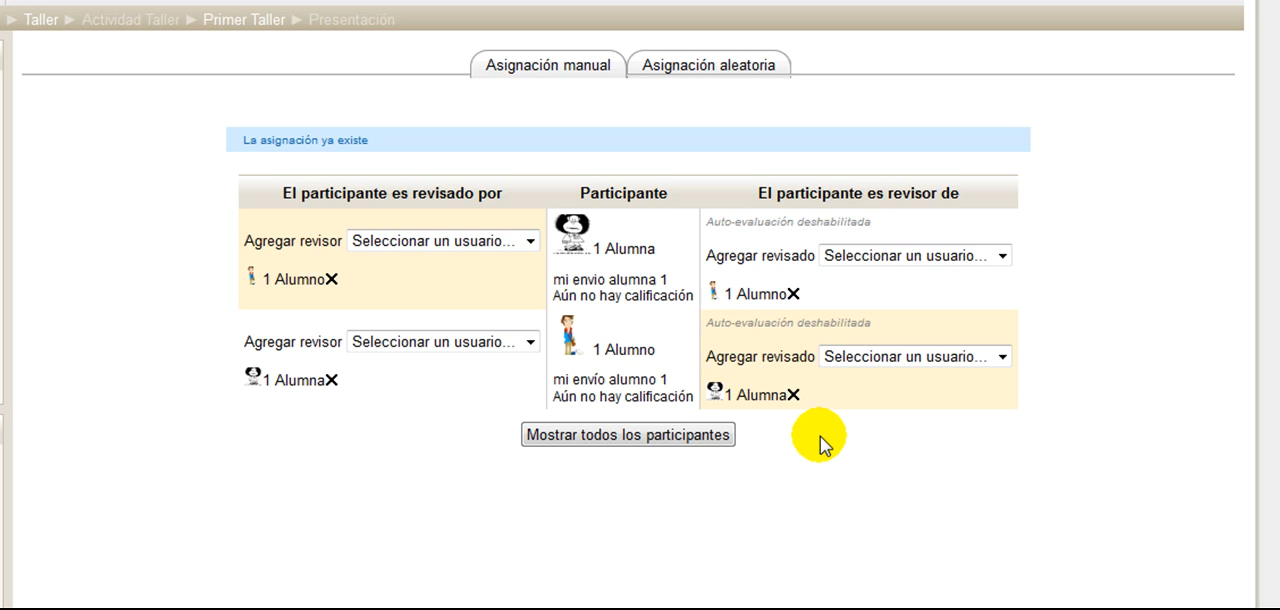 Taller ► Actividad Taller ► Primer Taller ► Presentación
Asignación manual
Asignación aleatoria
La asignación ya existe
El participante es revisado por
Participante
El participante es revisor de
Agregar revisor Seleccionar un usuario...
1 Alumno
1 Alumna
mi envio alumna 1
Aún no hay calificación
Auto-evaluación deshabilitada
Agregar revisado Seleccionar un usuario...
1 Alumno
Agregar revisor Seleccionar un usuario...
1 Alumna
1 Alumno
mi envío alumno 1
Aún no hay calificación
Auto-evaluación deshabilitada
Agregar revisado Seleccionar un usuario...
1 Alumna
Mostrar todos los participantes